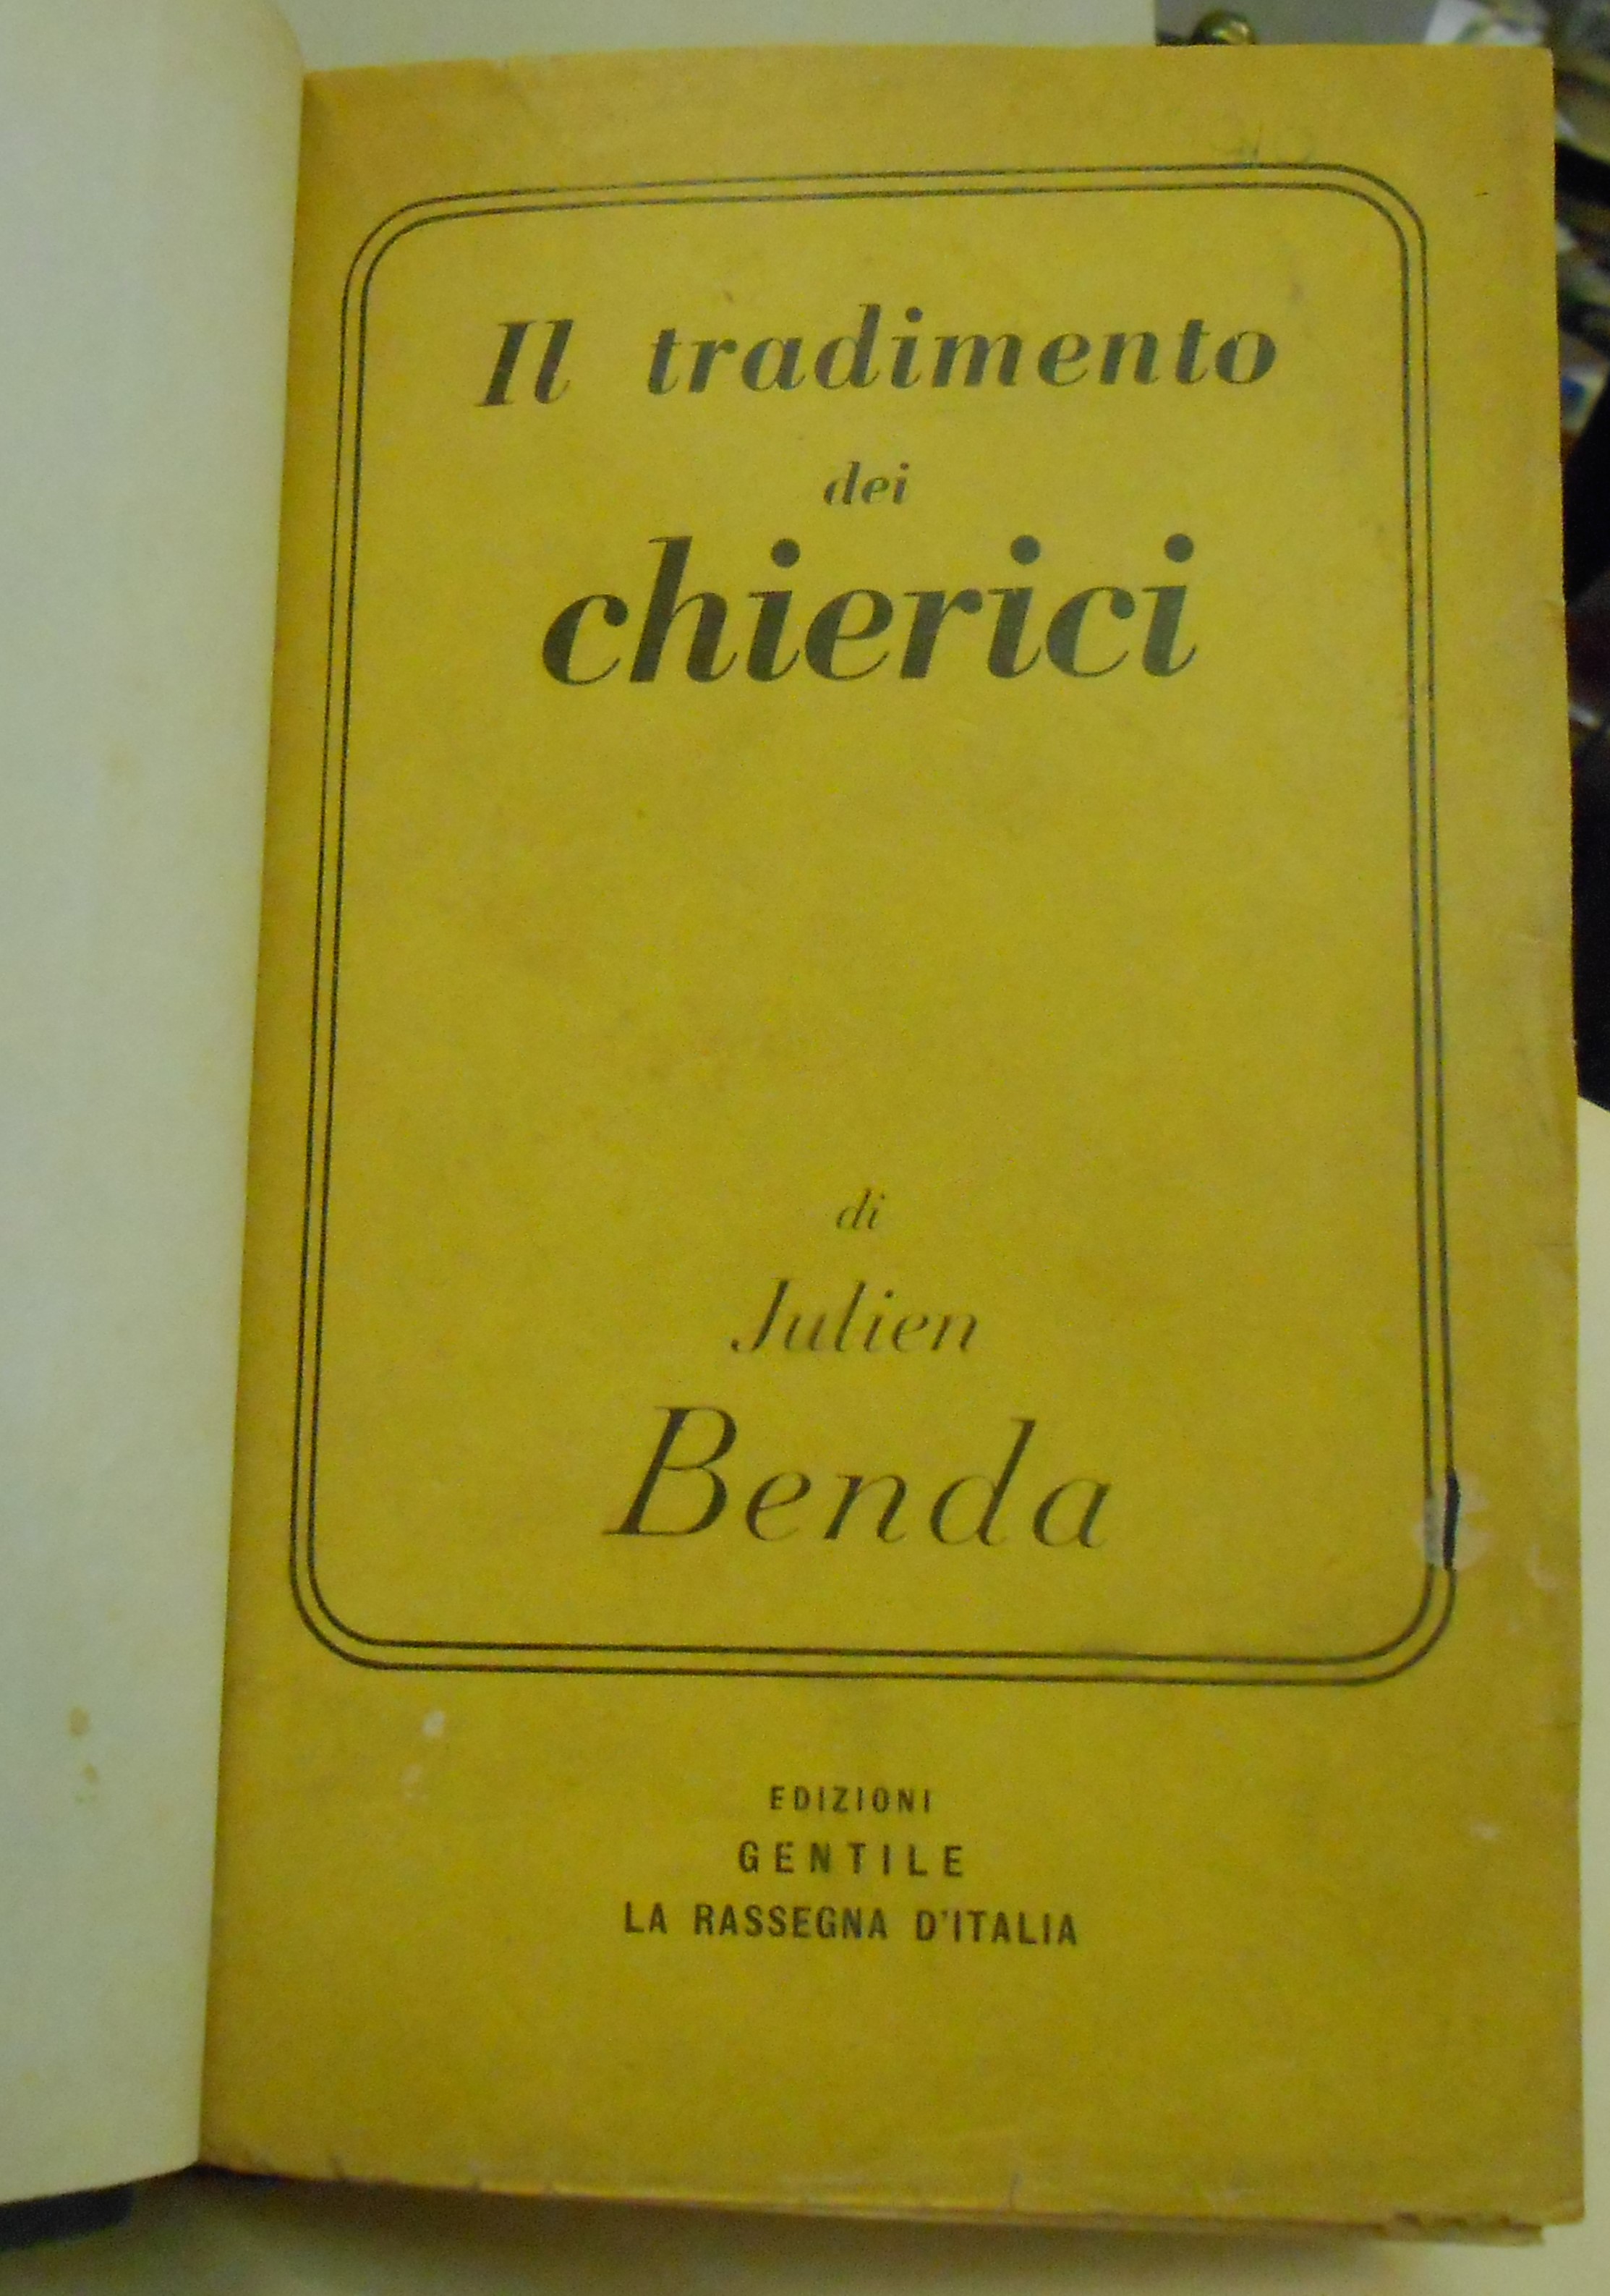 Il tradimento
dei
chierici
di
Julien
Benda
EDIZIONI
GENTILE
LA RASSEGNA D'ITALIA